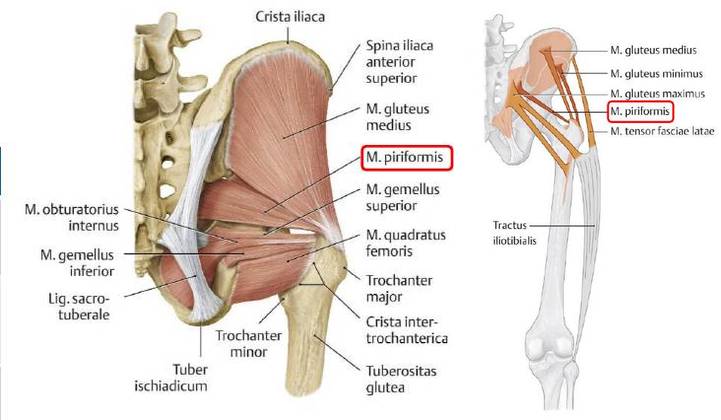 Crista iliaca
Spina iliaca
anterior
superior
M. gluteus
medius
M. piriformis
M. gemellus
superior
M. obturatorius
internus
M. quadratus
femoris
M. gemellus
inferior
Lig. sacro-
tuberale
Trochanter
major
Crista inter-
trochanterica
Trochanter
minor
Tuber
ischiadicum
Tuberositas
glutea
M. gluteus medius
M. gluteus minimus
M. gluteus maximus
M. piriformis
M. tensor fasciae latae
Tractus
iliotibialis